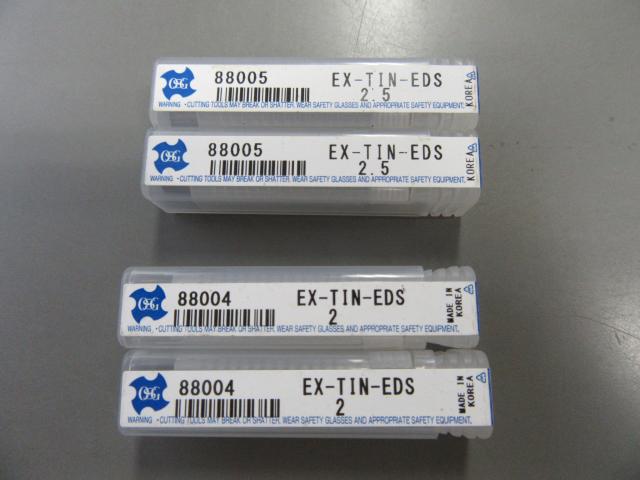 OSG 88005 EX-TIN-EDS
2.5
WARNING ・CUTTING TOOLS MAY BREAK OR SHATTER. WEAR SAFETY GLASSES AND APPROPRIATE SAFETY EQUIPMENT.
KOREA
OSG 88005 EX-TIN-EDS
2.5
WARNING ・CUTTING TOOLS MAY BREAK OR SHATTER. WEAR SAFETY GLASSES AND APPROPRIATE SAFETY EQUIPMENT.
KOREA
OSG 88004 EX-TIN-EDS
2
WARNING ・CUTTING TOOLS MAY BREAK OR SHATTER. WEAR SAFETY GLASSES AND APPROPRIATE SAFETY EQUIPMENT.
MADE IN
KOREA
OSG 88004 EX-TIN-EDS
2
WARNING ・CUTTING TOOLS MAY BREAK OR SHATTER. WEAR SAFETY GLASSES AND APPROPRIATE SAFETY EQUIPMENT.
MADE IN
KOREA